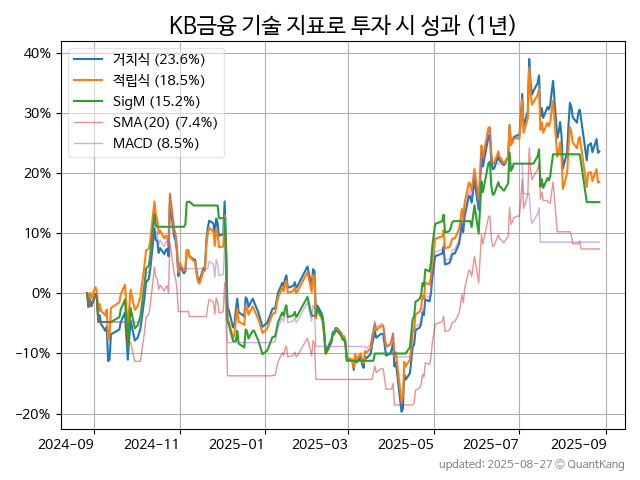 KB금융 기술 지표로 투자 시 성과 (1년)
40%
30%
20%
10%
0%
−10%
−20%
거치식 (23.6%)
적립식 (18.5%)
SigM (15.2%)
SMA(20) (7.4%)
MACD (8.5%)
2024-09 2024-11 2025-01 2025-03 2025-05 2025-07 2025-09
updated: 2025-08-27 © QuantKang